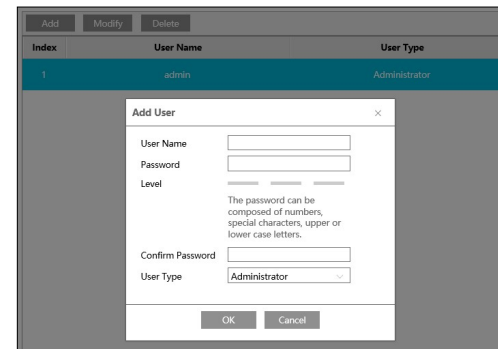 Add Modify Delete
Index User Name User Type
1 admin Administrator
Add User ×
User Name
Password
Level
The password can be
composed of numbers,
special characters, upper or
lower case letters.
Confirm Password
User Type Administrator
OK Cancel